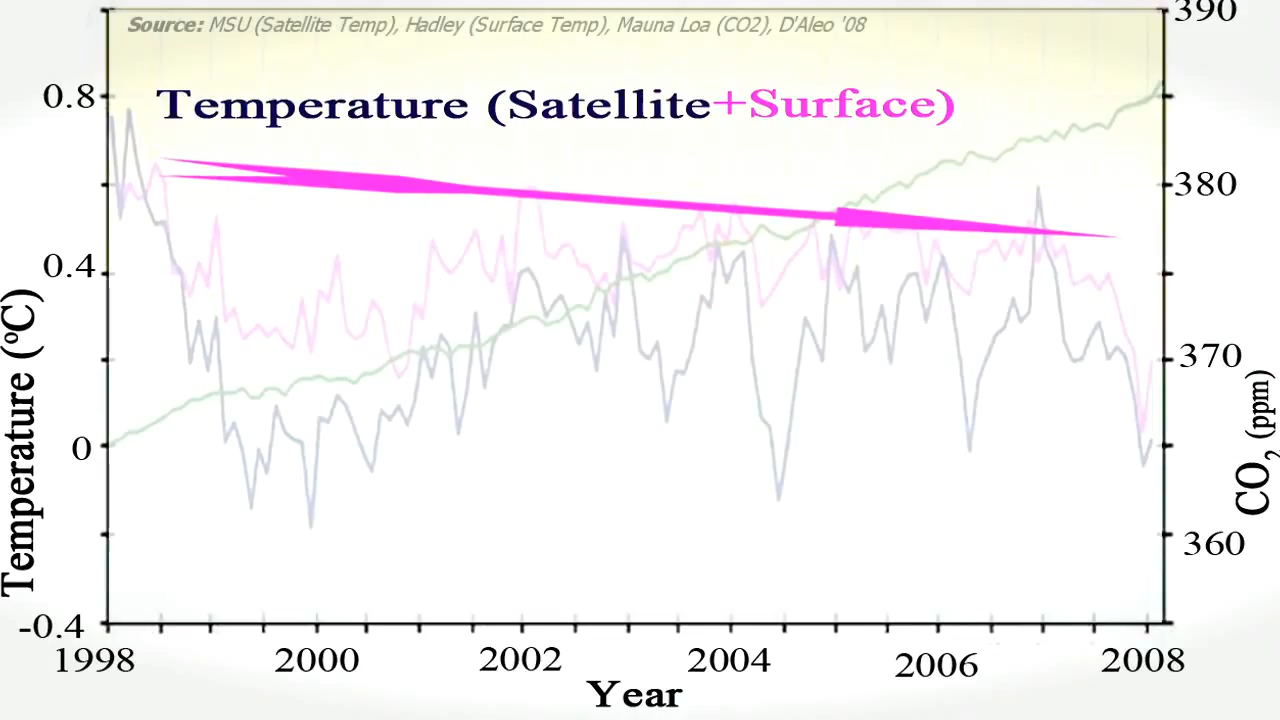 390
Source: MSU (Satellite Temp), Hadley (Surface Temp), Mauna Loa (CO2), D'Aleo '08
0.8
Temperature (Satellite+Surface)
380
0.4
Temperature (°C)
370
CO2 (ppm)
0
360
-0.4
1998 2000 2002 2004 2006 2008
Year